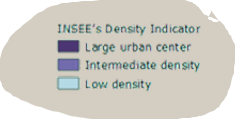 INSEE's Density Indicator
Large urban center
Intermediate density
Low density